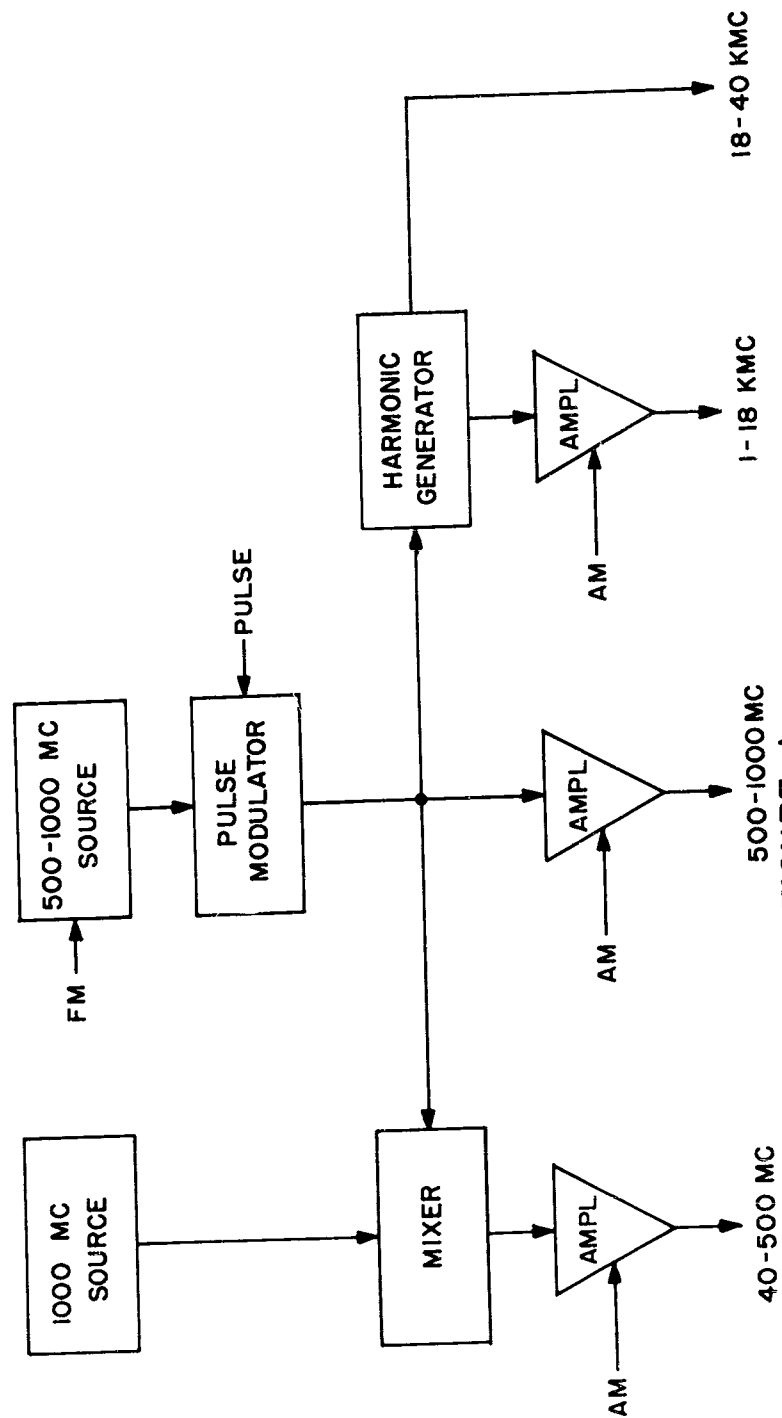 1000 MC
SOURCE
FM
500-1000 MC
SOURCE
PULSE
MODULATOR
PULSE
MIXER
HARMONIC
GENERATOR
AM
AMPL
AM
AMPL
AM
AMPL
40-500 MC
500-1000 MC
1-18 KMC
18-40 KMC